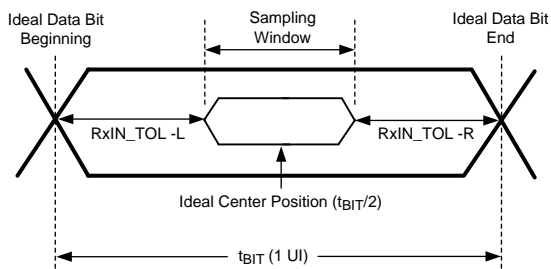 Ideal Data Bit
Beginning
Sampling
Window
Ideal Data Bit
End
RxIN_TOL -L
RxIN_TOL -R
Ideal Center Position (tBIT/2)
tBIT (1 UI)